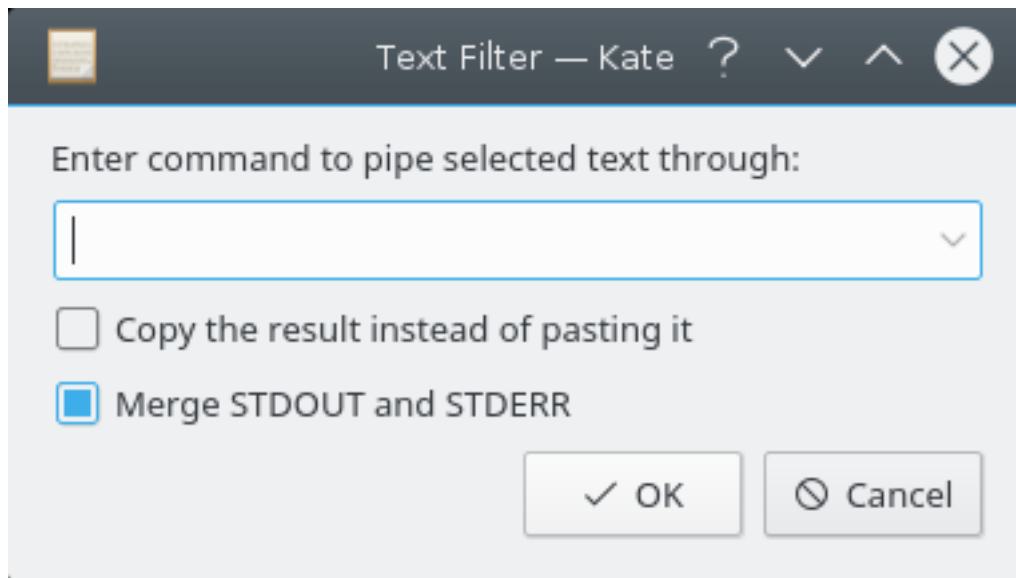 Text Filter — Kate
Enter command to pipe selected text through:
Copy the result instead of pasting it
Merge STDOUT and STDERR
OK Cancel